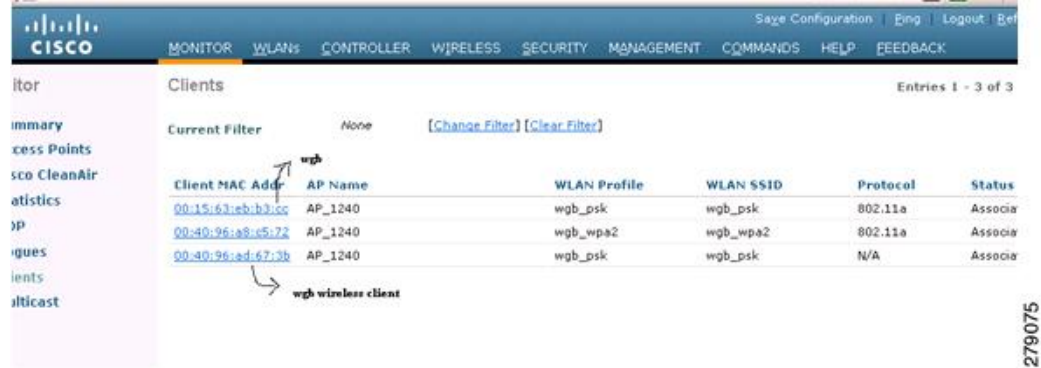 Save Configuration Ping Logout Ref
CISCO
MONITOR WLANs CONTROLLER WIRELESS SECURITY MANAGEMENT COMMANDS HELP FEEDBACK
itor
Clients
Entries 1 - 3 of 3
mmary
Current Filter None [Change Filter] [Clear Filter]
cess Points
sco CleanAir
wgb
Client MAC Addr AP Name WLAN Profile WLAN SSID Protocol Status
atistics
00:15:63:eb:b3:cc AP_1240 wgb_psk wgb_psk 802.11a Associa
DP
00:40:96:a8:c5:72 AP_1240 wgb_wpa2 wgb_wpa2 802.11a Associa
gues
00:40:96:ad:67:3b AP_1240 wgb_psk wgb_psk N/A Associa
ients
wgb wireless client
ulticast
279075